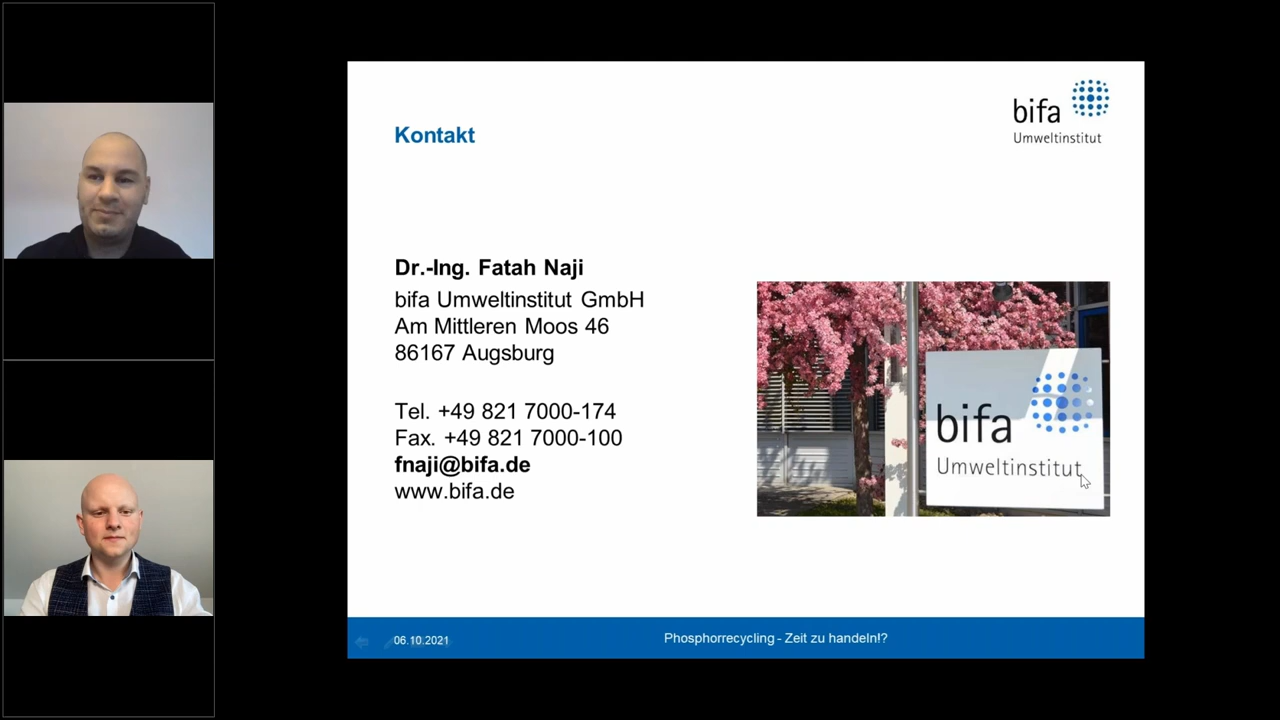 Kontakt
bifa
Umweltinstitut
Dr.-Ing. Fatah Naji
bifa Umweltinstitut GmbH
Am Mittleren Moos 46
86167 Augsburg
Tel. +49 821 7000-174
Fax. +49 821 7000-100
fnaji@bifa.de
www.bifa.de
bifa
Umweltinstitut
06.10.2021
Phosphorrecycling - Zeit zu handeln!?